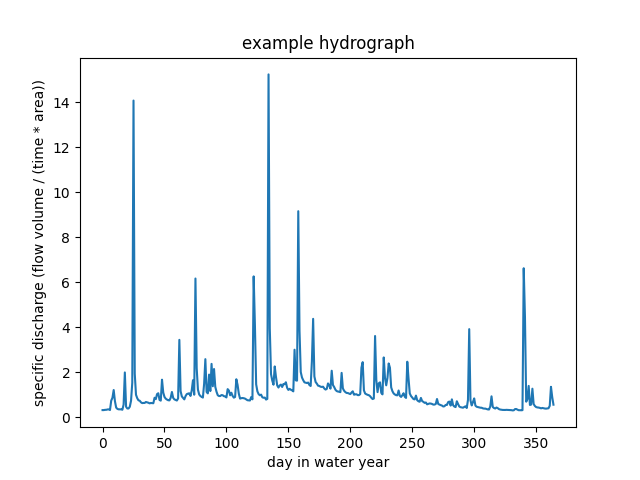 example hydrograph
specific discharge (flow volume / (time * area))
14
12
10
8
6
4
2
0
0 50 100 150 200 250 300 350
day in water year